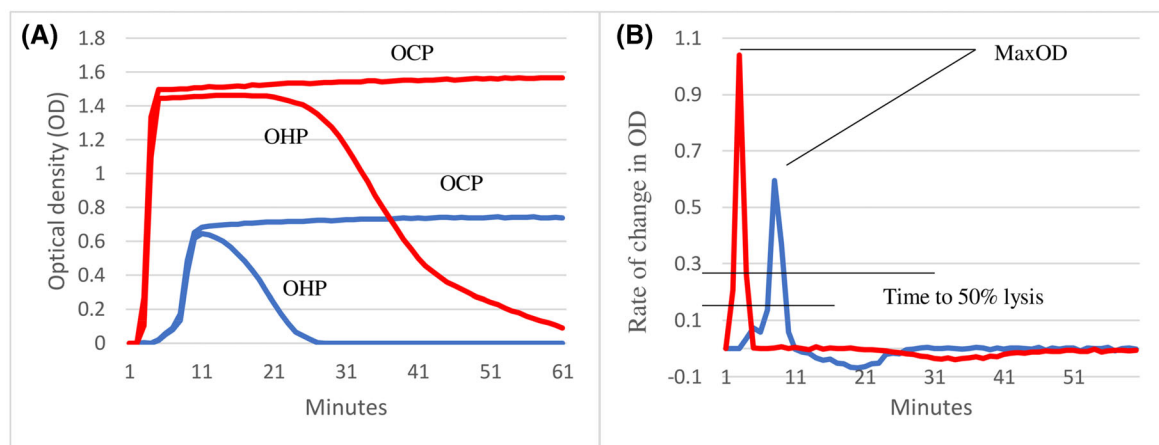 (A)
1.8
1.6
1.4
1.2
1
0.8
0.6
0.4
0.2
0
Optical density (OD)
OCP
OHP
OCP
OHP
1 11 21 31 41 51 61
Minutes
(B)
1.1
0.9
0.7
0.5
0.3
0.1
-0.1
Rate of change in OD
MaxOD
Time to 50% lysis
1 11 21 31 41 51
Minutes